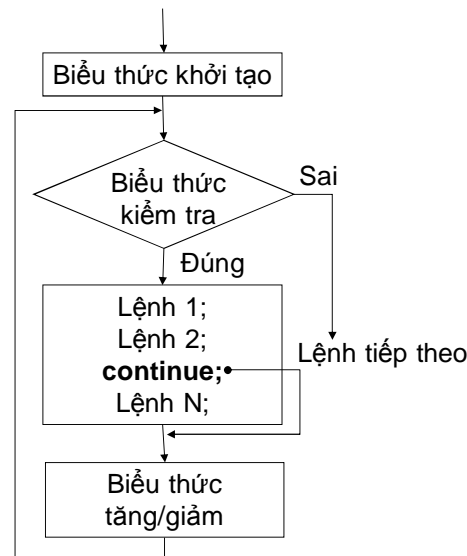 Biểu thức khởi tạo
Biểu thức
kiểm tra
Sai
Đúng
Lệnh 1;
Lệnh 2;
continue;
Lệnh N;
Lệnh tiếp theo
Biểu thức
tăng/giảm